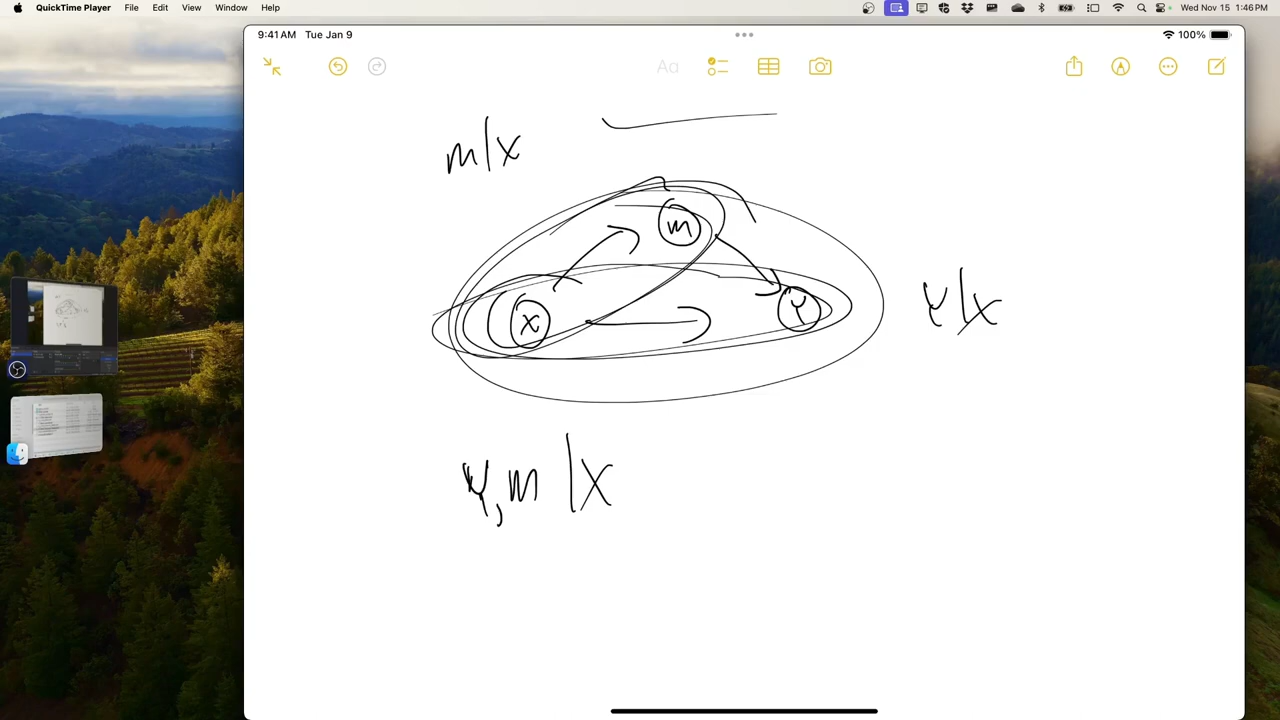 QuickTime Player File Edit View Window Help Wed Nov 15 1:46 PM
9:41 AM Tue Jan 9 100%
Aa
m|x
m
X
Y
Y|X
Y,m|X